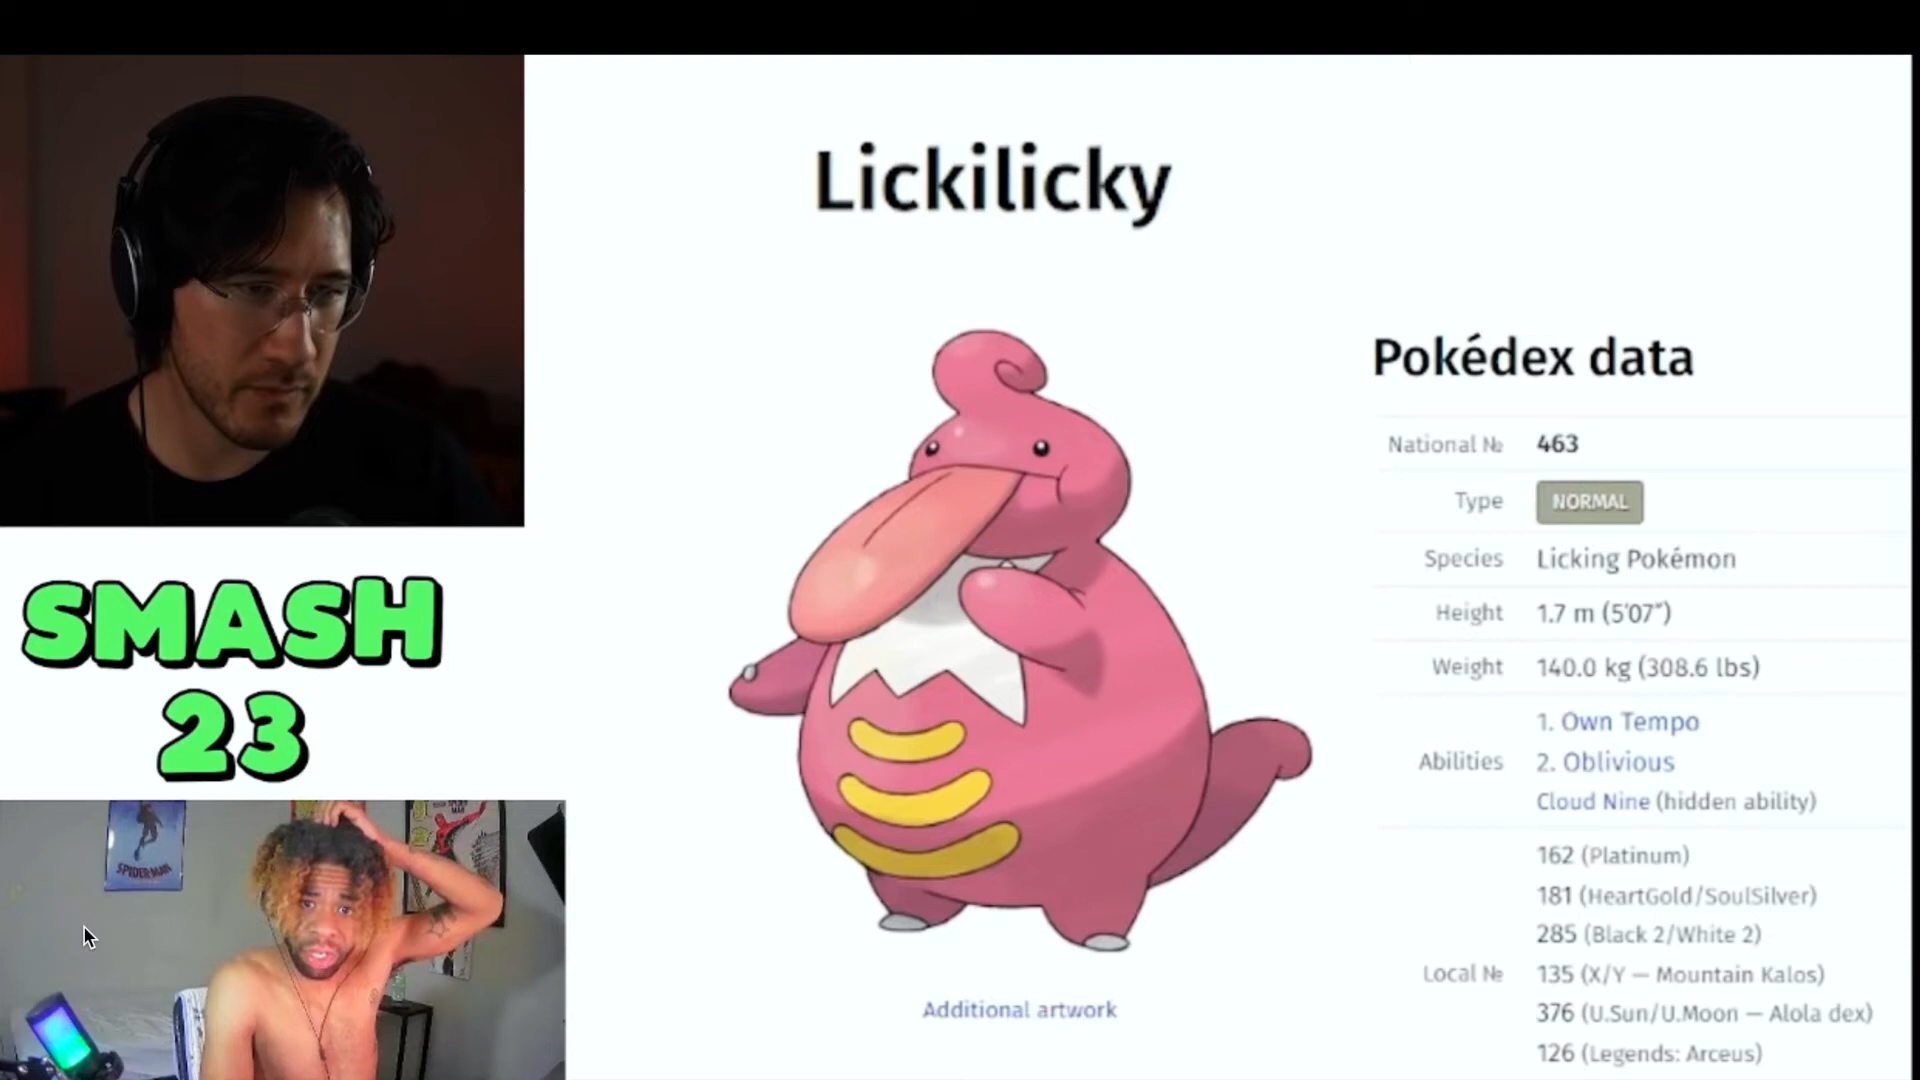 Lickilicky
Pokédex data
National № 463
Type NORMAL
Species Licking Pokémon
Height 1.7 m (5′07″)
Weight 140.0 kg (308.6 lbs)
Abilities
1. Own Tempo
2. Oblivious
Cloud Nine (hidden ability)
Local №
162 (Platinum)
181 (HeartGold/SoulSilver)
285 (Black 2/White 2)
135 (X/Y — Mountain Kalos)
376 (U.Sun/U.Moon — Alola dex)
126 (Legends: Arceus)
Additional artwork
SMASH
23
SPIDER-MAN